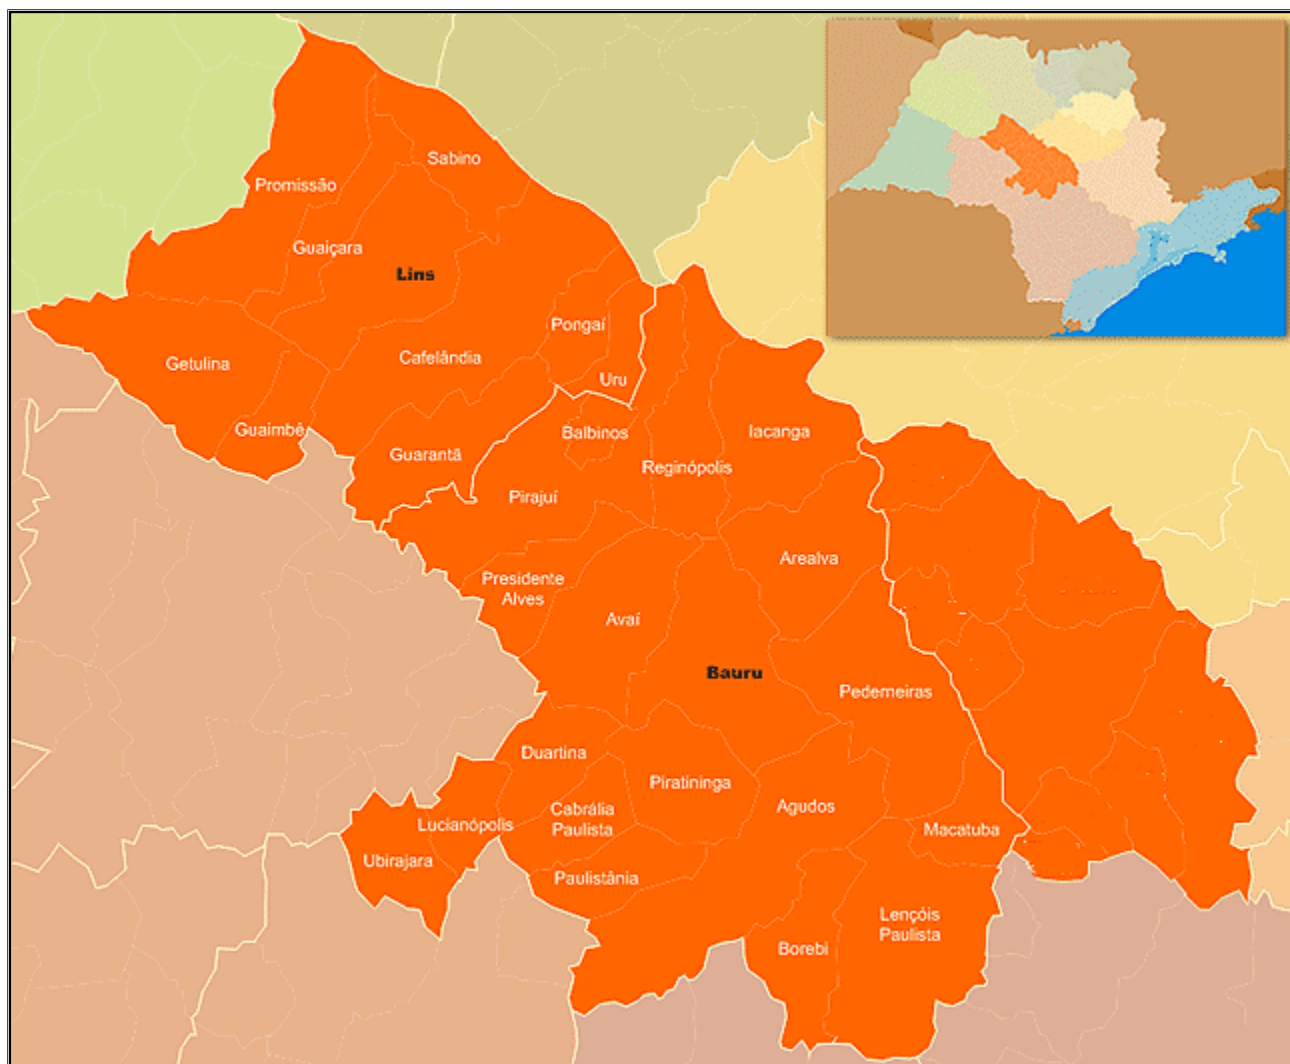 Sabino
Promissão
Guaiçara
Lins
Pongaí
Cafelândia
Getulina
Uru
Guaimbê
Balbinos
Iacanga
Guarantã
Reginópolis
Pirajuí
Arealva
Presidente
Alves
Avaí
Bauru
Pederneiras
Duartina
Piratininga
Cabrália
Paulista
Agudos
Lucianópolis
Macatuba
Ubirajara
Paulistânia
Lençóis
Paulista
Borebi